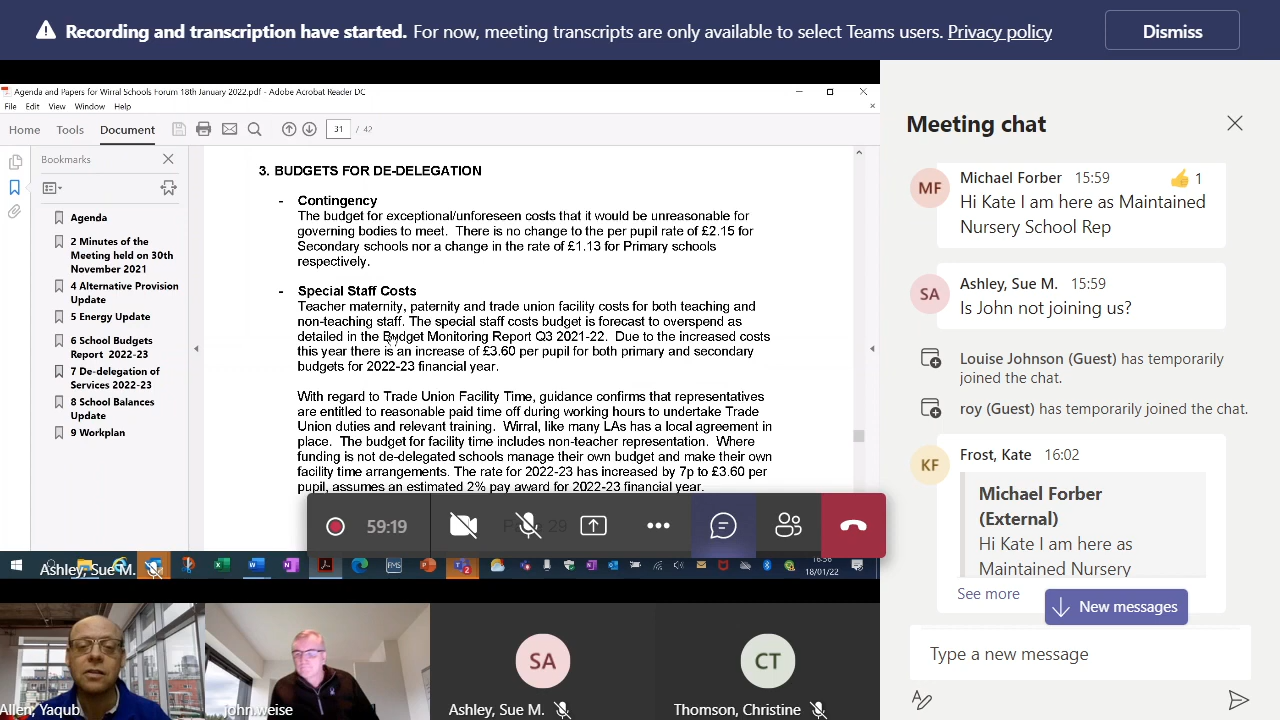 Recording and transcription have started. For now, meeting transcripts are only available to select Teams users. Privacy policy
Dismiss
Agenda and Papers for Wirral Schools Forum 18th January 2022.pdf - Adobe Acrobat Reader DC
File Edit View Window Help
Home Tools Document
31 / 42
Bookmarks
Agenda
2 Minutes of the
Meeting held on 30th
November 2021
4 Alternative Provision
Update
5 Energy Update
6 School Budgets
Report 2022-23
7 De-delegation of
Services 2022-23
8 School Balances
Update
9 Workplan
3. BUDGETS FOR DE-DELEGATION
- Contingency
The budget for exceptional/unforeseen costs that it would be unreasonable for
governing bodies to meet. There is no change to the per pupil rate of £2.15 for
Secondary schools nor a change in the rate of £1.13 for Primary schools
respectively.
- Special Staff Costs
Teacher maternity, paternity and trade union facility costs for both teaching and
non-teaching staff. The special staff costs budget is forecast to overspend as
detailed in the Budget Monitoring Report Q3 2021-22. Due to the increased costs
this year there is an increase of £3.60 per pupil for both primary and secondary
budgets for 2022-23 financial year.
With regard to Trade Union Facility Time, guidance confirms that representatives
are entitled to reasonable paid time off during working hours to undertake Trade
Union duties and relevant training. Wirral, like many LAs has a local agreement in
place. The budget for facility time includes non-teacher representation. Where
funding is not de-delegated schools manage their own budget and make their own
facility time arrangements. The rate for 2022-23 has increased by 7p to £3.60 per
pupil, assumes an estimated 2% pay award for 2022-23 financial year.
Page 29
59:19
Ashley, Sue M.
16:58
18/01/22
Allen, Yaqub
john.weise
SA
Ashley, Sue M.
CT
Thomson, Christine
Meeting chat
MF
Michael Forber 15:59
1
Hi Kate I am here as Maintained
Nursery School Rep
SA
Ashley, Sue M. 15:59
Is John not joining us?
Louise Johnson (Guest) has temporarily
joined the chat.
roy (Guest) has temporarily joined the chat.
KF
Frost, Kate 16:02
Michael Forber
(External)
Hi Kate I am here as
Maintained Nursery
See more
New messages
Type a new message